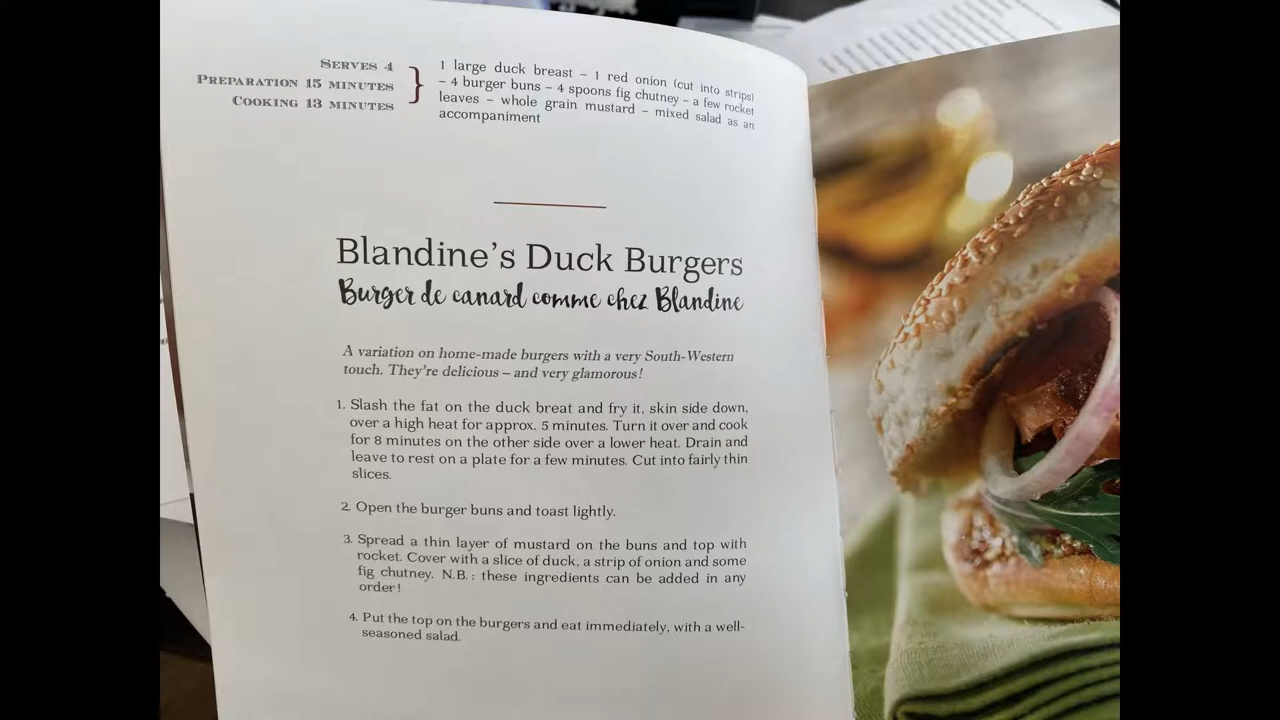 SERVES 4
PREPARATION 15 MINUTES
COOKING 13 MINUTES
1 large duck breast – 1 red onion (cut into strips)
– 4 burger buns – 4 spoons fig chutney – a few rocket
leaves – whole grain mustard – mixed salad as an
accompaniment
Blandine's Duck Burgers
Burger de canard comme chez Blandine
A variation on home-made burgers with a very South-Western
touch. They're delicious – and very glamorous !
1. Slash the fat on the duck breat and fry it, skin side down,
over a high heat for approx. 5 minutes. Turn it over and cook
for 8 minutes on the other side over a lower heat. Drain and
leave to rest on a plate for a few minutes. Cut into fairly thin
slices.
2. Open the burger buns and toast lightly.
3. Spread a thin layer of mustard on the buns and top with
rocket. Cover with a slice of duck, a strip of onion and some
fig chutney. N.B. : these ingredients can be added in any
order !
4. Put the top on the burgers and eat immediately, with a well-
seasoned salad.